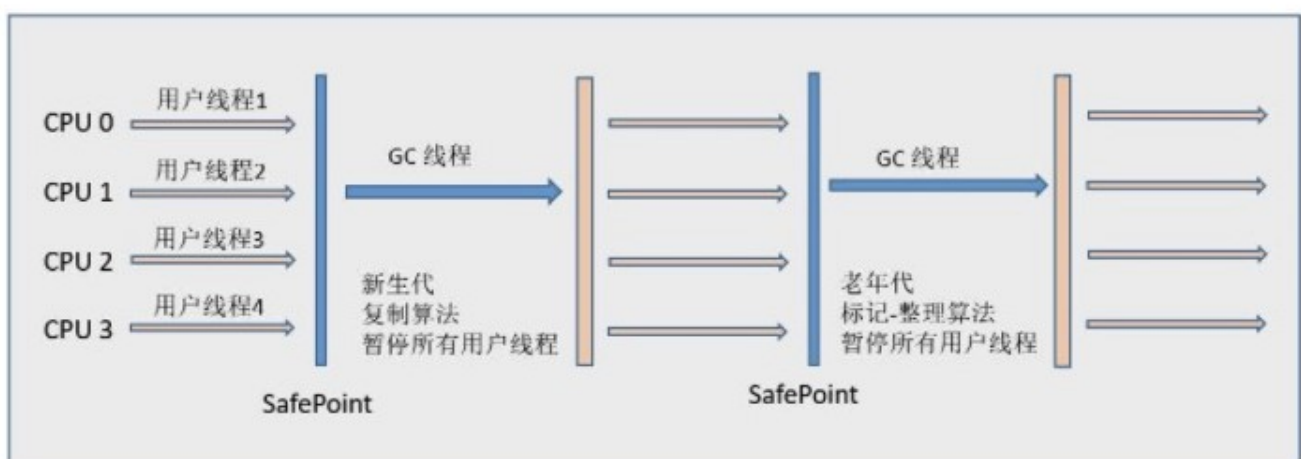 CPU 0
用户线程1
CPU 1
用户线程2
CPU 2
用户线程3
CPU 3
用户线程4
SafePoint
GC 线程
新生代
复制算法
暂停所有用户线程
SafePoint
GC 线程
老年代
标记-整理算法
暂停所有用户线程